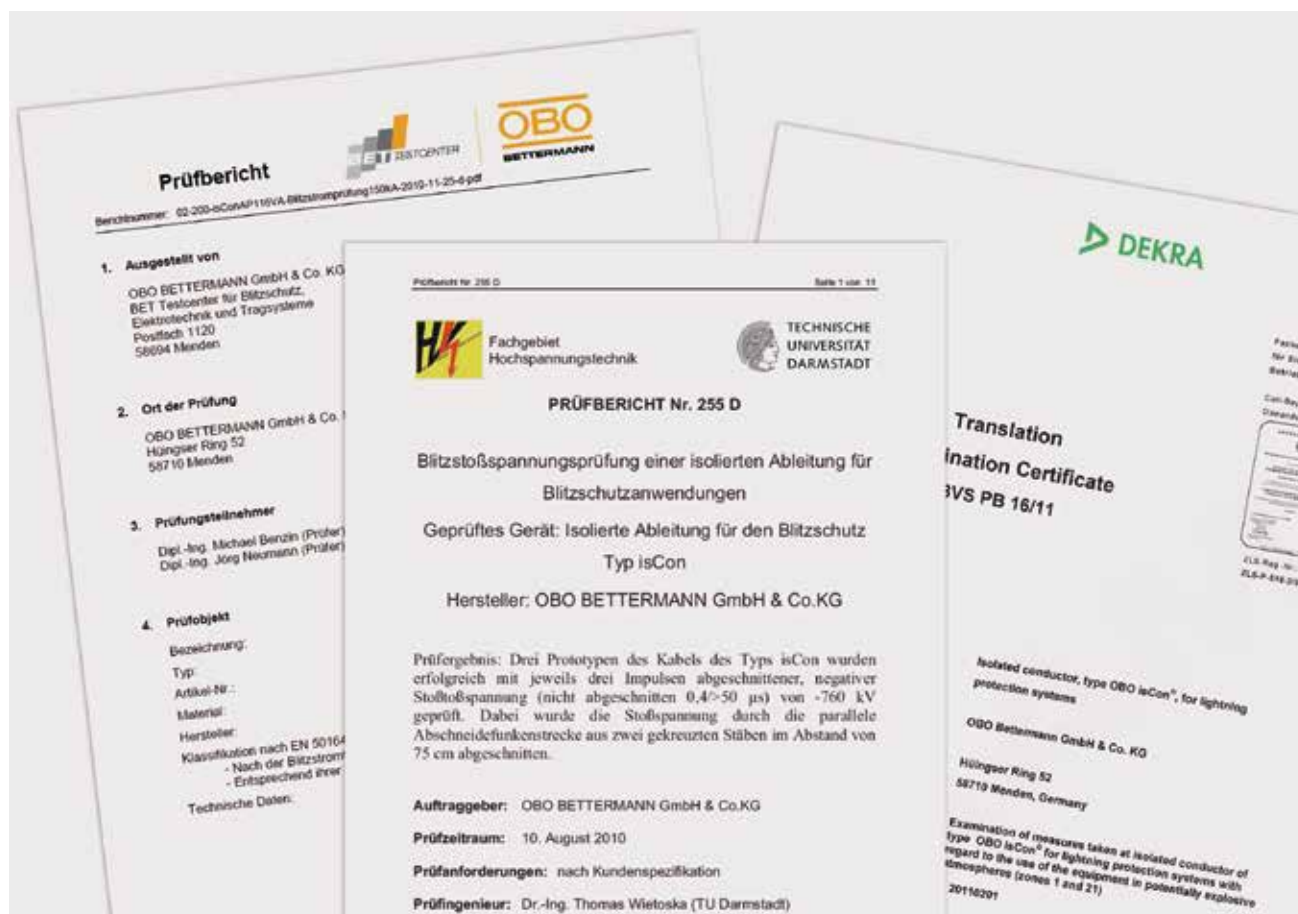 Prüfbericht
BET TESTCENTER
OBO
BETTERMANN
Berichtnummer: 02-200-isConAP116VA-Blitzstromprüfung150kA-2010-11-25-d-pdf
1. Ausgestellt von
OBO BETTERMANN GmbH & Co. KG
BET Testcenter für Blitzschutz,
Elektrotechnik und Tragsysteme
Postfach 1120
58694 Menden
2. Ort der Prüfung
OBO BETTERMANN GmbH & Co.
Hüingser Ring 52
58710 Menden
3. Prüfungsteilnehmer
Dipl.-Ing. Michael Benzin (Prüfer)
Dipl.-Ing. Jörg Neumann (Prüfer)
4. Prüfobjekt
Bezeichnung:
Typ:
Artikel-Nr.:
Material:
Hersteller:
Klassifikation nach EN 50164
- Nach der Blitzstrom
- Entsprechend ihrer
Technische Daten:
Prüfbericht Nr. 255 D
Seite 1 von 11
Fachgebiet
Hochspannungstechnik
TECHNISCHE
UNIVERSITÄT
DARMSTADT
PRÜFBERICHT Nr. 255 D
Blitzstoßspannungsprüfung einer isolierten Ableitung für
Blitzschutzanwendungen
Geprüftes Gerät: Isolierte Ableitung für den Blitzschutz
Typ isCon
Hersteller: OBO BETTERMANN GmbH & Co.KG
Prüfergebnis: Drei Prototypen des Kabels des Typs isCon wurden
erfolgreich mit jeweils drei Impulsen abgeschnittener, negativer
Stoßtoßspannung (nicht abgeschnitten 0,4/>50 µs) von -760 kV
geprüft. Dabei wurde die Stoßspannung durch die parallele
Abschneidefunkenstrecke aus zwei gekreuzten Stäben im Abstand von
75 cm abgeschnitten.
Auftraggeber: OBO BETTERMANN GmbH & Co.KG
Prüfzeitraum: 10. August 2010
Prüfanforderungen: nach Kundenspezifikation
Prüfingenieur: Dr.-Ing. Thomas Wietoska (TU Darmstadt)
DEKRA
Translation
ination Certificate
BVS PB 16/11
Isolated conductor, type OBO isCon®, for lightning
protection systems
OBO Bettermann GmbH & Co. KG
Hüingser Ring 52
58710 Menden, Germany
Examination of measures taken at isolated conductor of
type OBO isCon® for lightning protection systems with
regard to the use of the equipment in potentially explosive
atmospheres (zones 1 and 21)
20110201